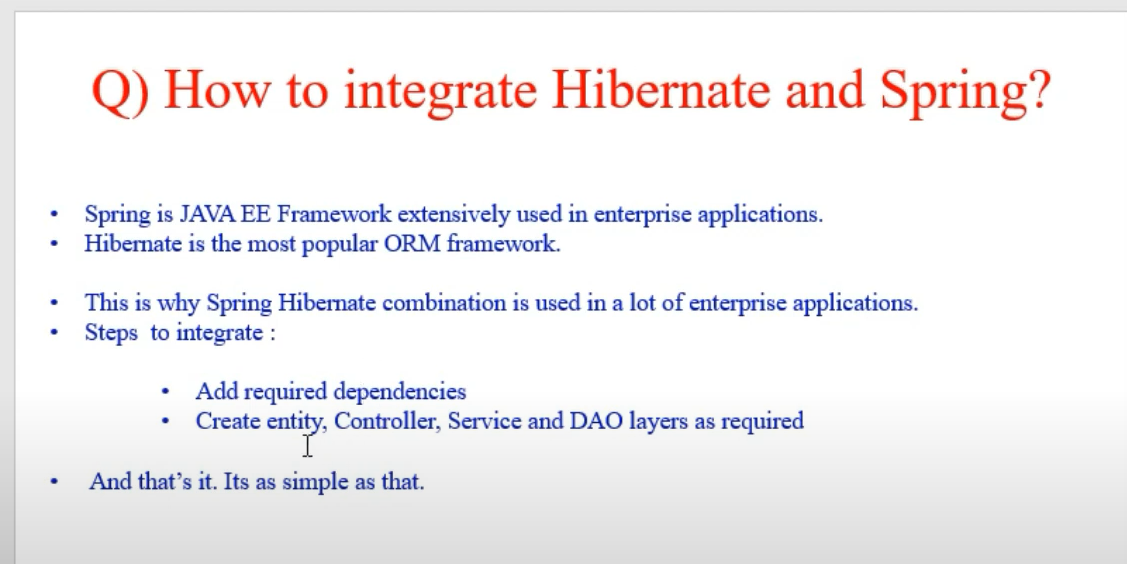 Q) How to integrate Hibernate and Spring?
• Spring is JAVA EE Framework extensively used in enterprise applications.
• Hibernate is the most popular ORM framework.
• This is why Spring Hibernate combination is used in a lot of enterprise applications.
• Steps  to integrate :
• Add required dependencies
• Create entity, Controller, Service and DAO layers as required
• And that’s it. Its as simple as that.